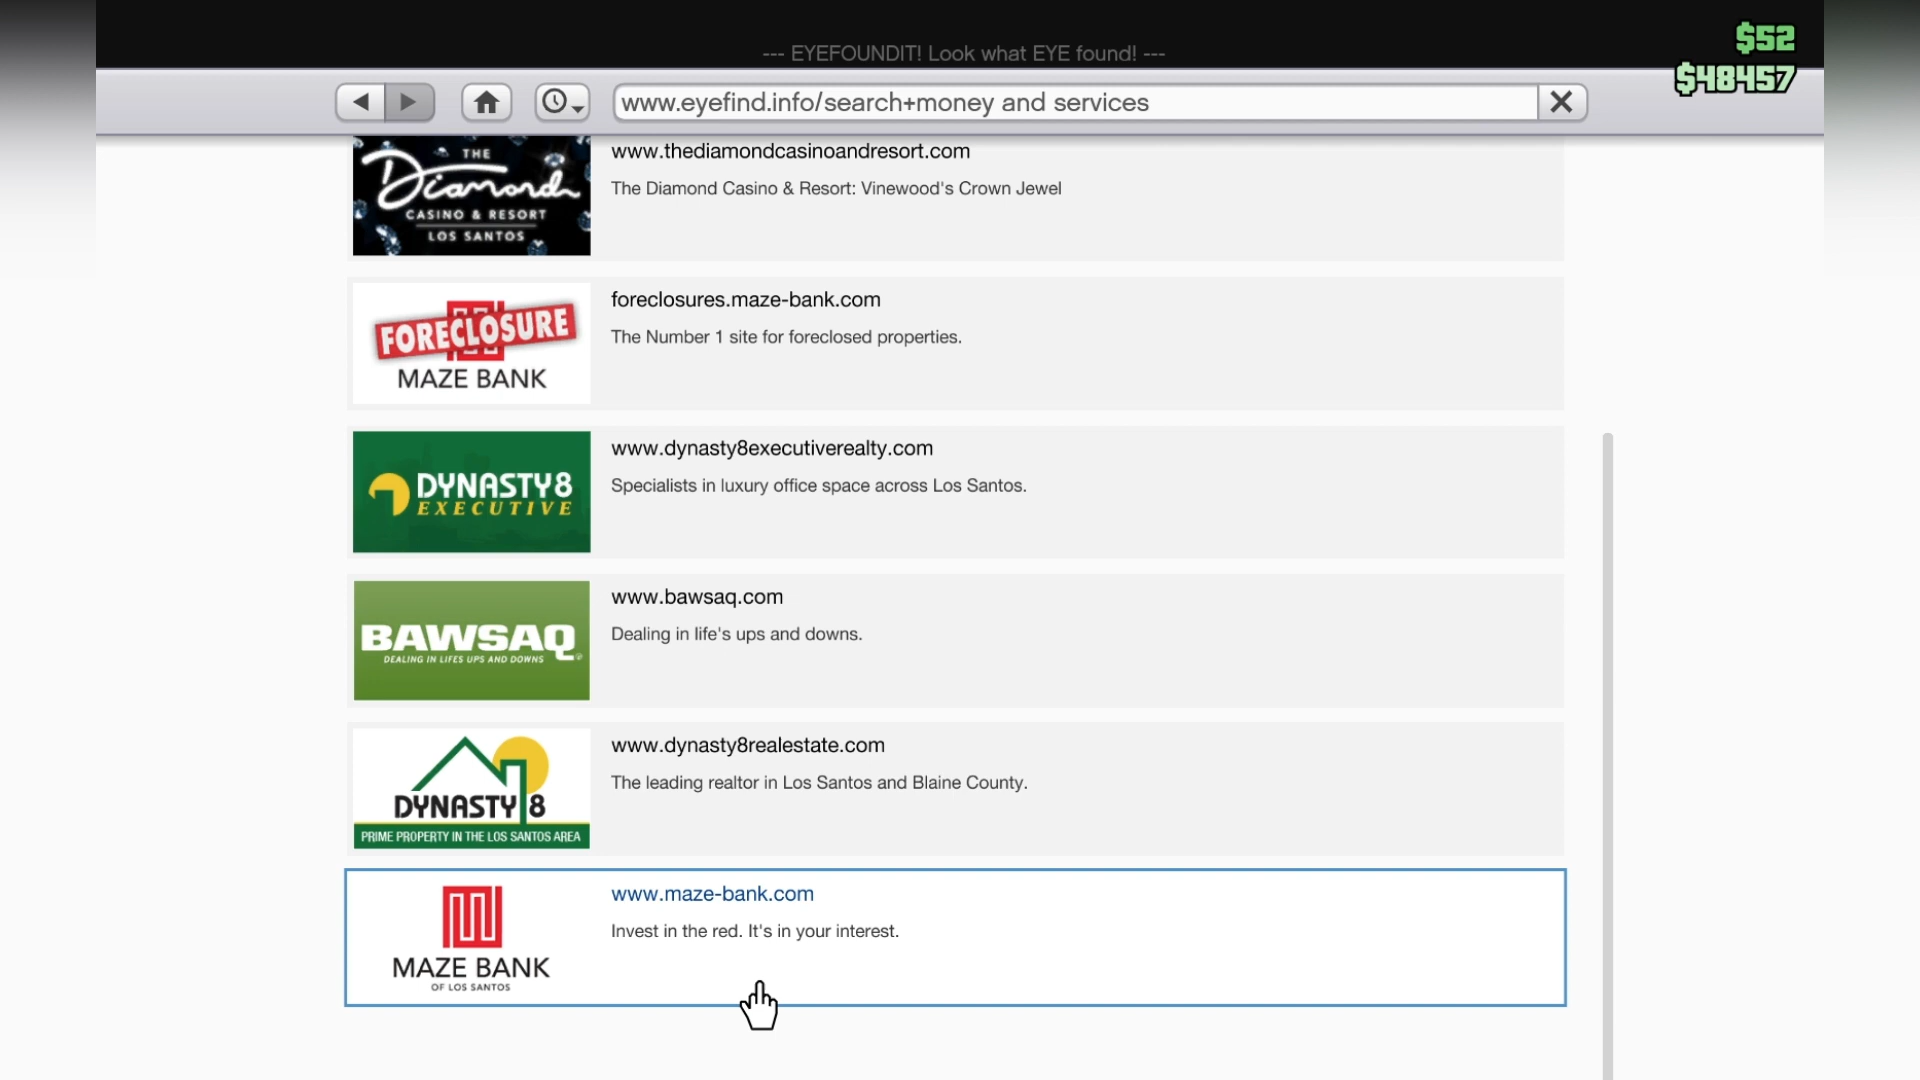 --- EYEFOUNDIT! Look what EYE found! ---
$52
$48457
www.eyefind.info/search+money and services
THE
Diamond
CASINO & RESORT
LOS SANTOS
www.thediamondcasinoandresort.com
The Diamond Casino & Resort: Vinewood's Crown Jewel
FORECLOSURE
MAZE BANK
foreclosures.maze-bank.com
The Number 1 site for foreclosed properties.
DYNASTY8
EXECUTIVE
www.dynasty8executiverealty.com
Specialists in luxury office space across Los Santos.
BAWSAQ
DEALING IN LIFES UPS AND DOWNS
www.bawsaq.com
Dealing in life's ups and downs.
DYNASTY 8
PRIME PROPERTY IN THE LOS SANTOS AREA
www.dynasty8realestate.com
The leading realtor in Los Santos and Blaine County.
MAZE BANK
OF LOS SANTOS
www.maze-bank.com
Invest in the red. It's in your interest.